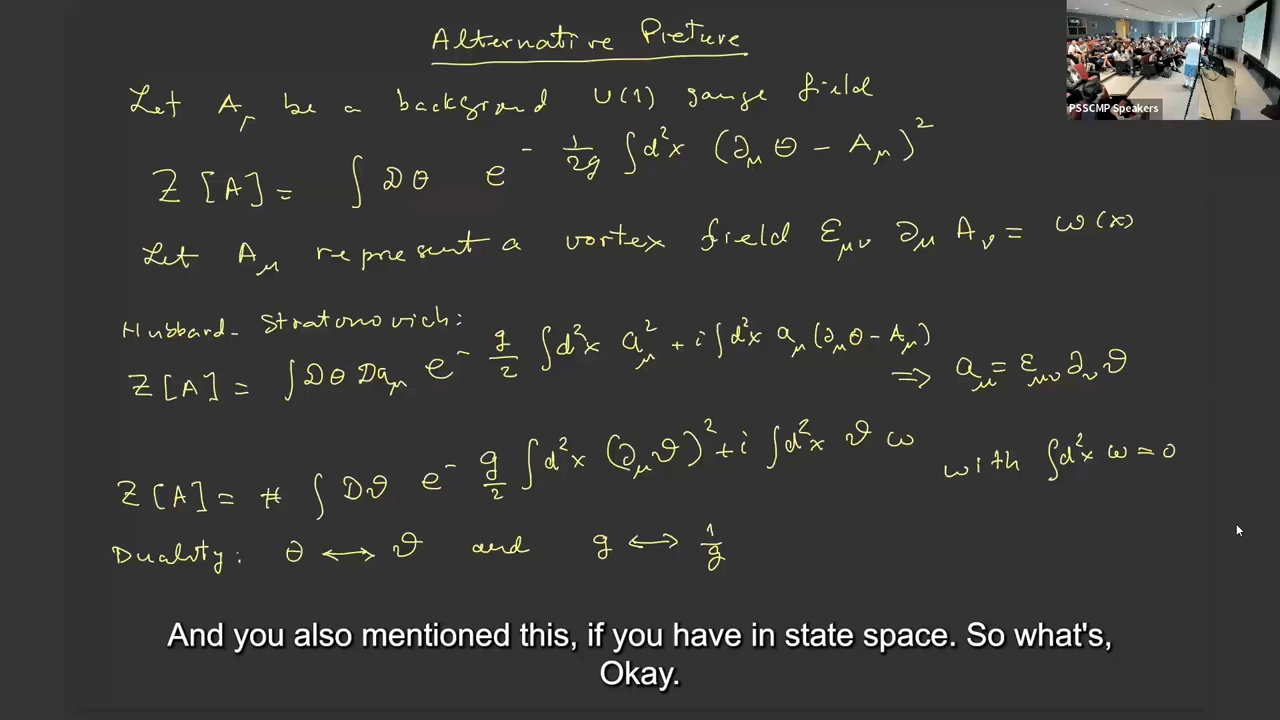 Alternative Picture
PSSCMP Speakers
Let A_μ be a background U(1) gauge field
Z[A] = ∫ Dθ e^{- 1/2g ∫d²x (∂_μ θ - A_μ)²}
Let A_μ represent a vortex field ε_μν ∂_μ A_ν = ω(x)
Hubbard-Stratonovich:
Z[A] = ∫ Dθ Da_μ e^{- g/2 ∫d²x a_μ² + i∫d²x a_μ(∂_μθ - A_μ)} ⇒ a_μ = ε_μν ∂_ν ϑ
Z[A] = # ∫ Dϑ e^{- g/2 ∫d²x (∂_μϑ)² + i ∫d²x ϑ ω} with ∫d²x ω = 0
Duality: θ ↔ ϑ and g ↔ 1/g
And you also mentioned this, if you have in state space. So what's,
Okay.